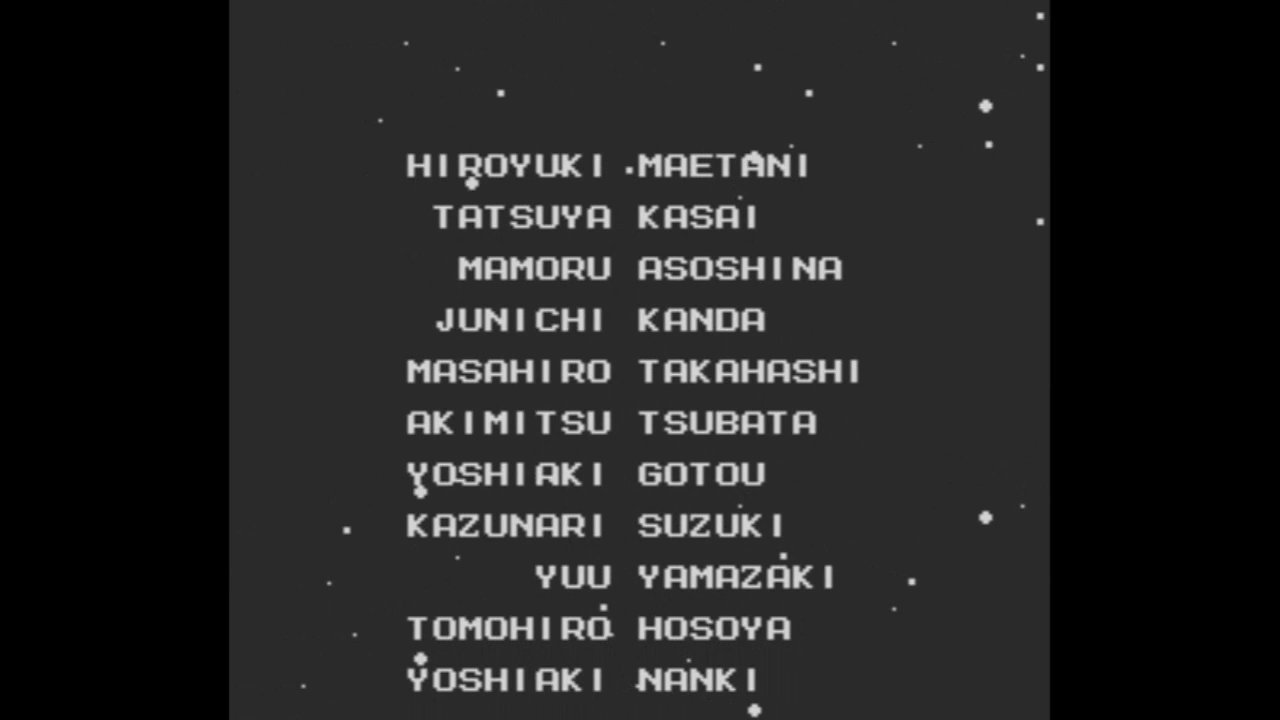 HIROYUKI MAETANI
TATSUYA KASAI
MAMORU ASOSHINA
JUNICHI KANDA
MASAHIRO TAKAHASHI
AKIMITSU TSUBATA
YOSHIAKI GOTOU
KAZUNARI SUZUKI
YUU YAMAZAKI
TOMOHIRO HOSOYA
YOSHIAKI NANKI